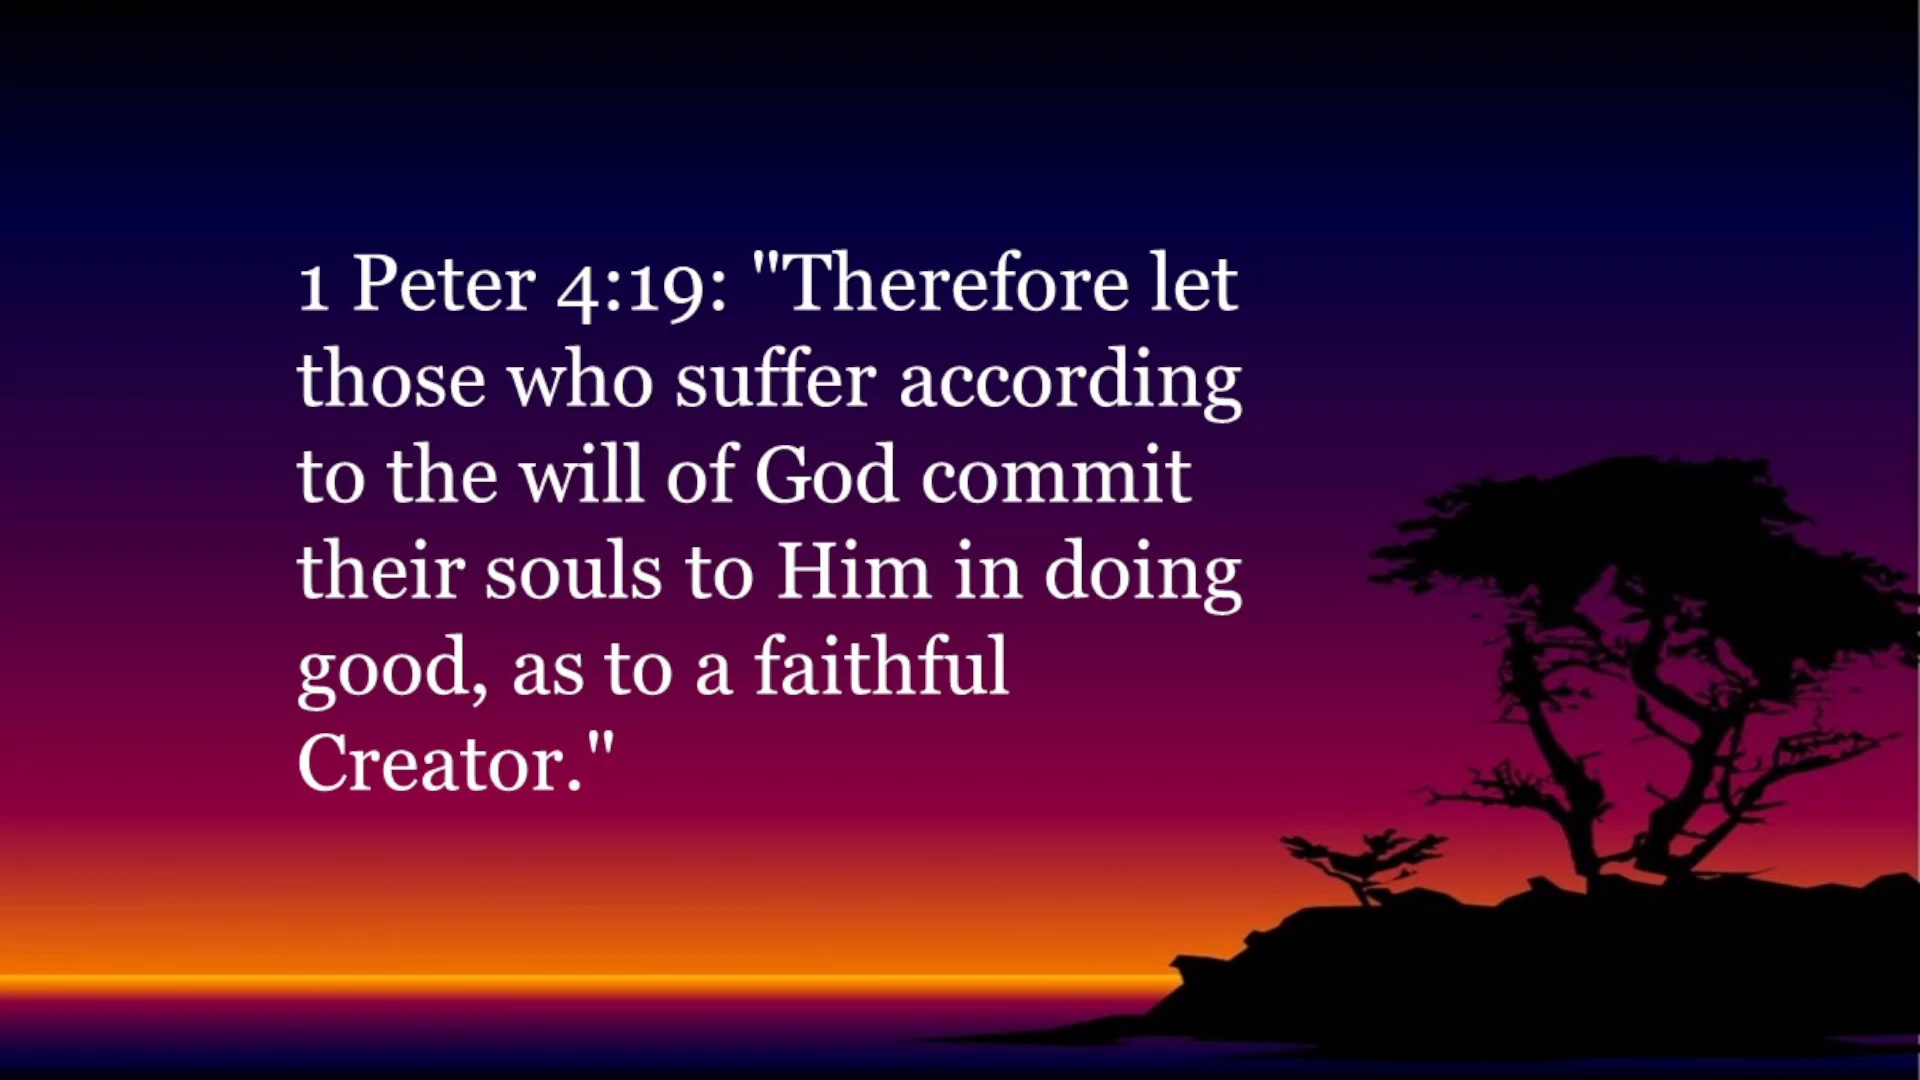 1 Peter 4:19: "Therefore let
those who suffer according
to the will of God commit
their souls to Him in doing
good, as to a faithful
Creator."